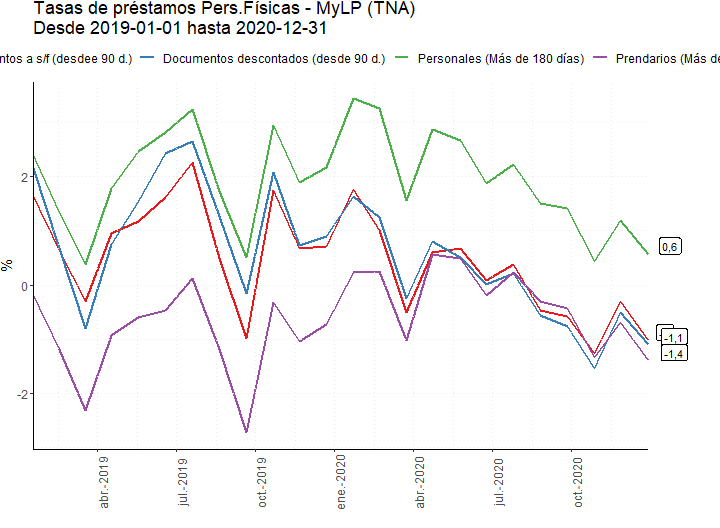 Tasas de préstamos Pers.Físicas - MyLP (TNA)
Desde 2019-01-01 hasta 2020-12-31
ntos a s/f (desdee 90 d.) Documentos descontados (desde 90 d.) Personales (Más de 180 días) Prendarios (Más de
%
2
0
-2
0,6
-1,1
-1,4
abr.-2019 jul.-2019 oct.-2019 ene.-2020 abr.-2020 jul.-2020 oct.-2020